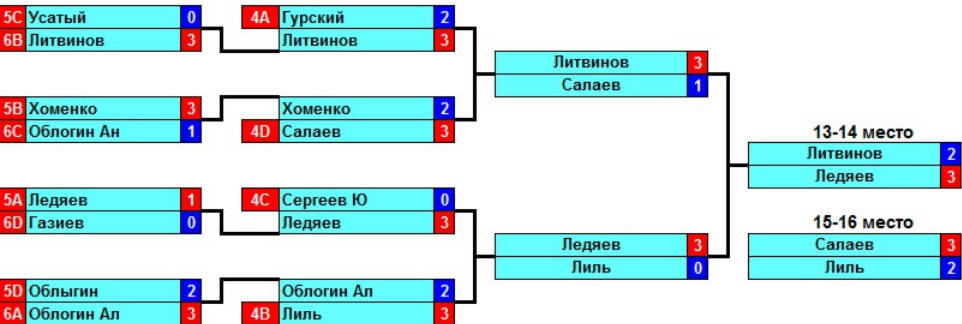 5C Усатый 0 4A Гурский 2
6B Литвинов 3 Литвинов 3
Литвинов 3
Салаев 1
5B Хоменко 3 Хоменко 2
6C Облогин Ан 1 4D Салаев 3
13-14 место
Литвинов 2
Ледяев 3
5A Ледяев 1 4C Сергеев Ю 0
6D Газиев 0 Ледяев 3
15-16 место
Ледяев 3 Салаев 3
Лиль 0 Лиль 2
5D Облыгин 2 Облогин Ал 2
6A Облогин Ал 3 4B Лиль 3